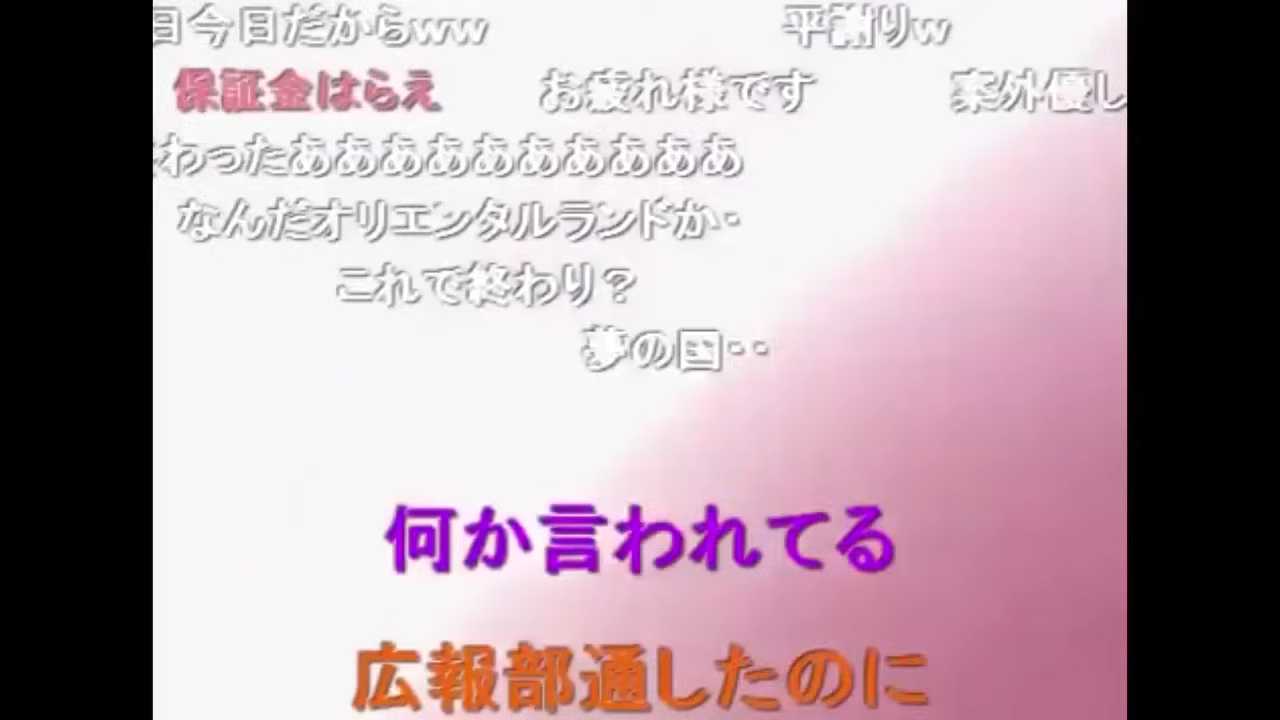 日今日だからww 平謝りw
保証金はらえ お疲れ様です 案外優し
わったあああああああああああ
なんだオリエンタルランドか・
これで終わり?
夢の国・・
何か言われてる
広報部通したのに